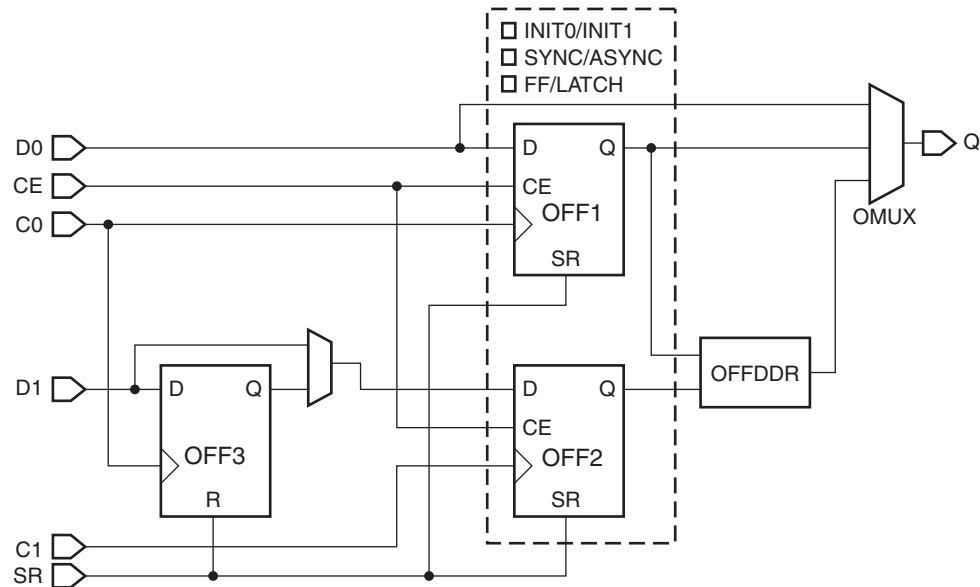 INIT0/INIT1
SYNC/ASYNC
FF/LATCH
D0
D
Q
Q
CE
CE
C0
OFF1
OMUX
SR
D1
D
Q
D
Q
OFFDDR
CE
OFF3
OFF2
R
SR
C1
SR